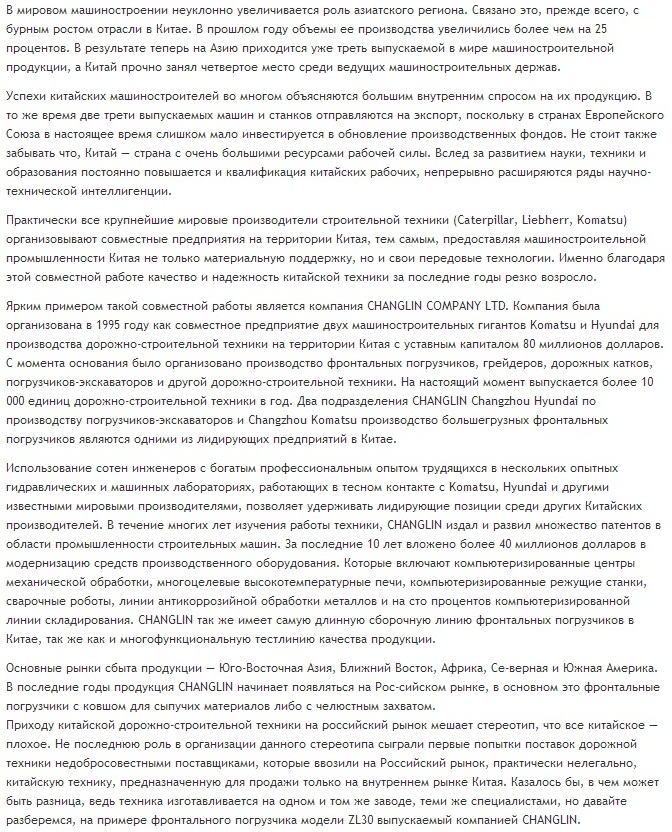 В мировом машиностроении неуклонно увеличивается роль азиатского региона. Связано это, прежде всего, с
бурным ростом отрасли в Китае. В прошлом году объемы ее производства увеличились более чем на 25
процентов. В результате теперь на Азию приходится уже треть выпускаемой в мире машиностроительной
продукции, а Китай прочно занял четвертое место среди ведущих машиностроительных держав.
Успехи китайских машиностроителей во многом объясняются большим внутренним спросом на их продукцию. В
то же время две трети выпускаемых машин и станков отправляются на экспорт, поскольку в странах Европейского
Союза в настоящее время слишком мало инвестируется в обновление производственных фондов. Не стоит также
забывать что, Китай — страна с очень большими ресурсами рабочей силы. Вслед за развитием науки, техники и
образования постоянно повышается и квалификация китайских рабочих, непрерывно расширяются ряды научно-
технической интеллигенции.
Практически все крупнейшие мировые производители строительной техники (Caterpillar, Liebherr, Komatsu)
организовывают совместные предприятия на территории Китая, тем самым, предоставляя машиностроительной
промышленности Китая не только материальную поддержку, но и свои передовые технологии. Именно благодаря
этой совместной работе качество и надежность китайской техники за последние годы резко возросло.
Ярким примером такой совместной работы является компания CHANGLIN COMPANY LTD. Компания была
организована в 1995 году как совместное предприятие двух машиностроительных гигантов Komatsu и Hyundai для
производства дорожно-строительной техники на территории Китая с уставным капиталом 80 миллионов долларов.
С момента основания было организовано производство фронтальных погрузчиков, грейдеров, дорожных катков,
погрузчиков-экскаваторов и другой дорожно-строительной техники. На настоящий момент выпускается более 10
000 единиц дорожно-строительной техники в год. Два подразделения CHANGLIN Changzhou Hyundai по
производству погрузчиков-экскаваторов и Changzhou Komatsu производство большегрузных фронтальных
погрузчиков являются одними из лидирующих предприятий в Китае.
Использование сотен инженеров с богатым профессиональным опытом трудящихся в нескольких опытных
гидравлических и машинных лабораториях, работающих в тесном контакте с Komatsu, Hyundai и другими
известными мировыми производителями, позволяет удерживать лидирующие позиции среди других Китайских
производителей. В течение многих лет изучения работы техники, CHANGLIN издал и развил множество патентов в
области промышленности строительных машин. За последние 10 лет вложено более 40 миллионов долларов в
модернизацию средств производственного оборудования. Которые включают компьютеризированные центры
механической обработки, многоцелевые высокотемпературные печи, компьютеризированные режущие станки,
сварочные роботы, линии антикоррозийной обработки металлов и на сто процентов компьютеризированной
линии складирования. CHANGLIN так же имеет самую длинную сборочную линию фронтальных погрузчиков в
Китае, так же как и многофункциональную тестлинию качества продукции.
Основные рынки сбыта продукции — Юго-Восточная Азия, Ближний Восток, Африка, Се-верная и Южная Америка.
В последние годы продукция CHANGLIN начинает появляться на Рос-сийском рынке, в основном это фронтальные
погрузчики с ковшом для сыпучих материалов либо с челюстным захватом.
Приходу китайской дорожно-строительной техники на российский рынок мешает стереотип, что все китайское —
плохое. Не последнюю роль в организации данного стереотипа сыграли первые попытки поставок дорожной
техники недобросовестными поставщиками, которые ввозили на Российский рынок, практически нелегально,
китайскую технику, предназначенную для продажи только на внутреннем рынке Китая. Казалось бы, в чем может
быть разница, ведь техника изготавливается на одном и том же заводе, теми же специалистами, но давайте
разберемся, на примере фронтального погрузчика модели ZL30 выпускаемый компанией CHANGLIN.